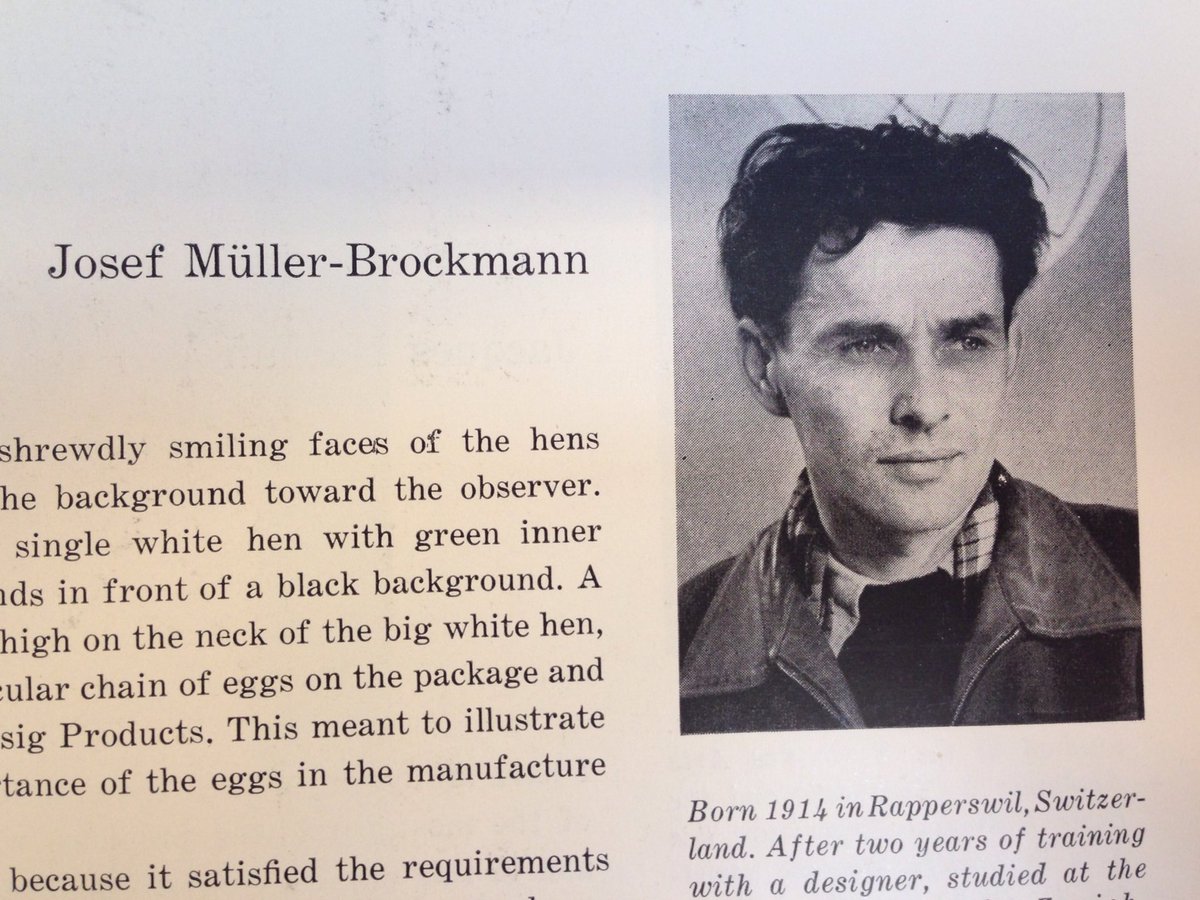 Josef Müller-Brockmann
shrewdly smiling faces of the hens
he background toward the observer.
single white hen with green inner
nds in front of a black background. A
high on the neck of the big white hen,
cular chain of eggs on the package and
sig Products. This meant to illustrate
rtance of the eggs in the manufacture
because it satisfied the requirements
Born 1914 in Rapperswil, Switzer-
land. After two years of training
with a designer, studied at the